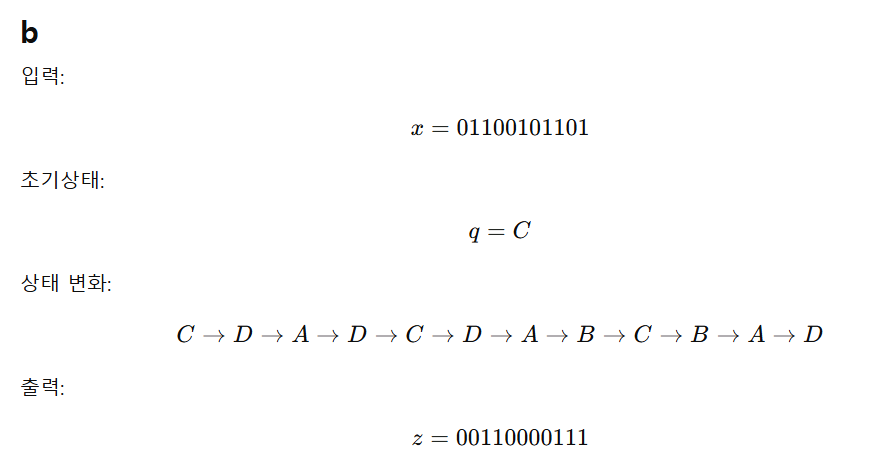 b
입력:
x = 01100101101
초기상태:
q = C
상태 변화:
C → D → A → D → C → D → A → B → C → B → A → D
출력:
z = 00110000111